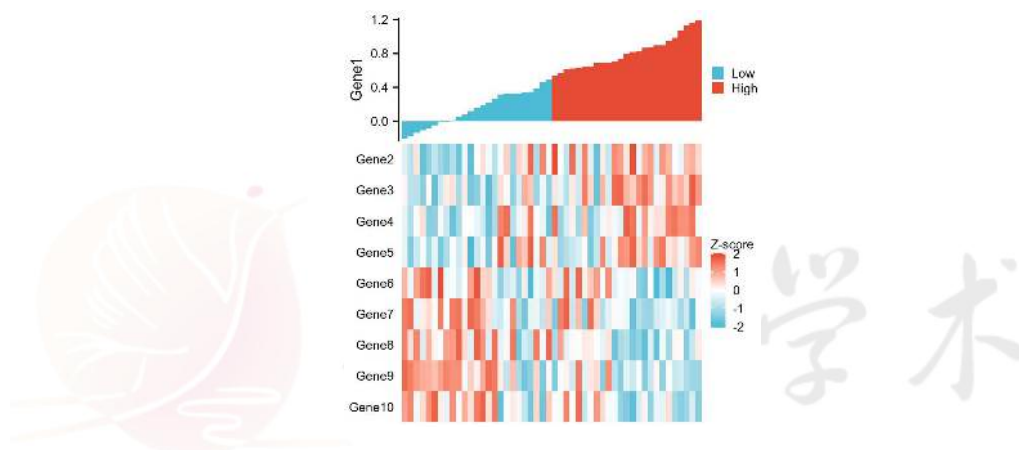 1.2
0.8
0.4
0.0
Gene1
Low
High
Gene2
Gene3
Gene4
Gene5
Gene6
Gene7
Gene8
Gene9
Gene10
Z-score
2
1
0
-1
-2
学术